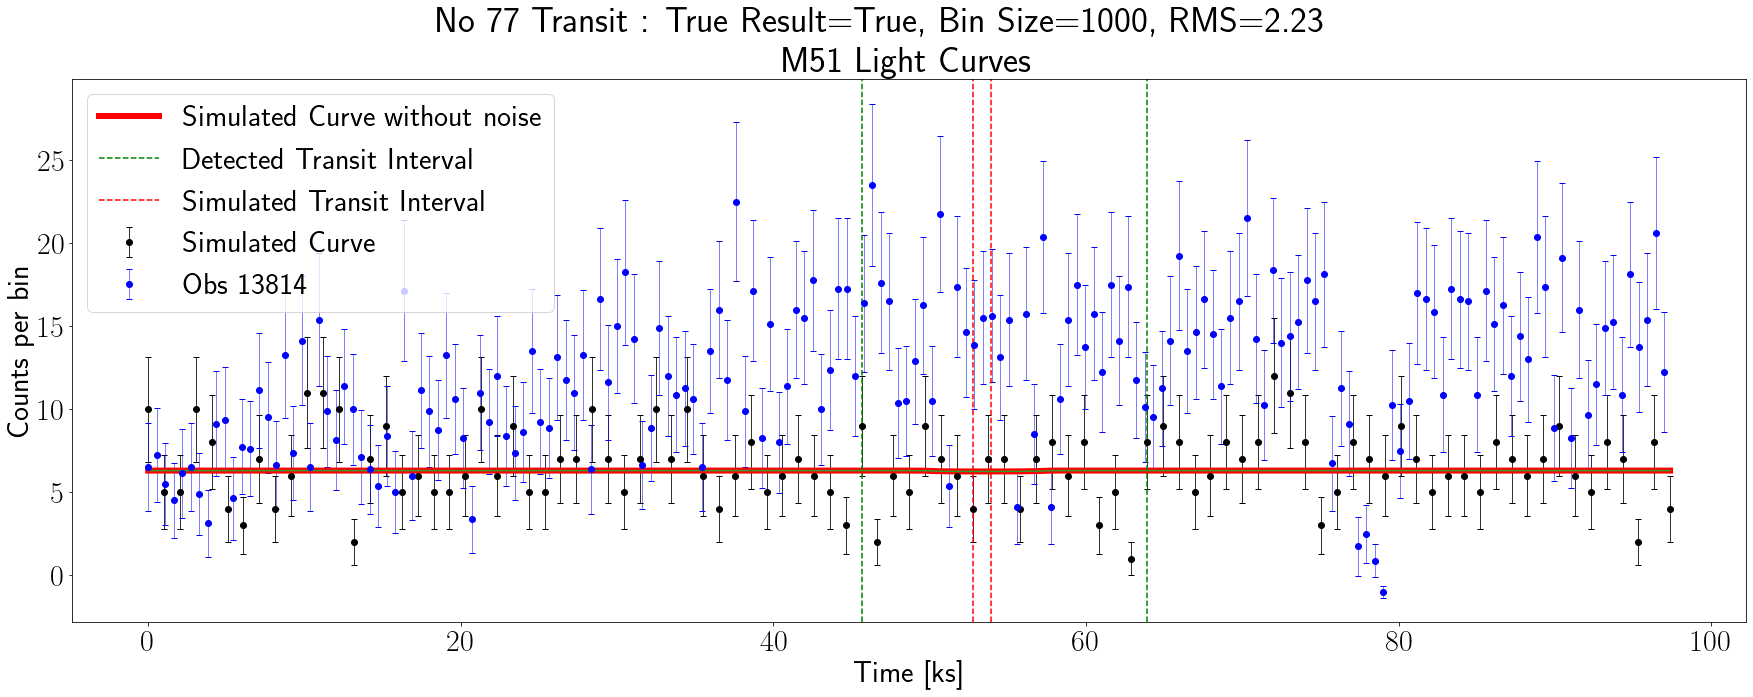 No 77 Transit : True Result=True, Bin Size=1000, RMS=2.23
M51 Light Curves
Simulated Curve without noise
Detected Transit Interval
Simulated Transit Interval
Simulated Curve
Obs 13814
Counts per bin
25
20
15
10
5
0
0 20 40 60 80 100
Time [ks]